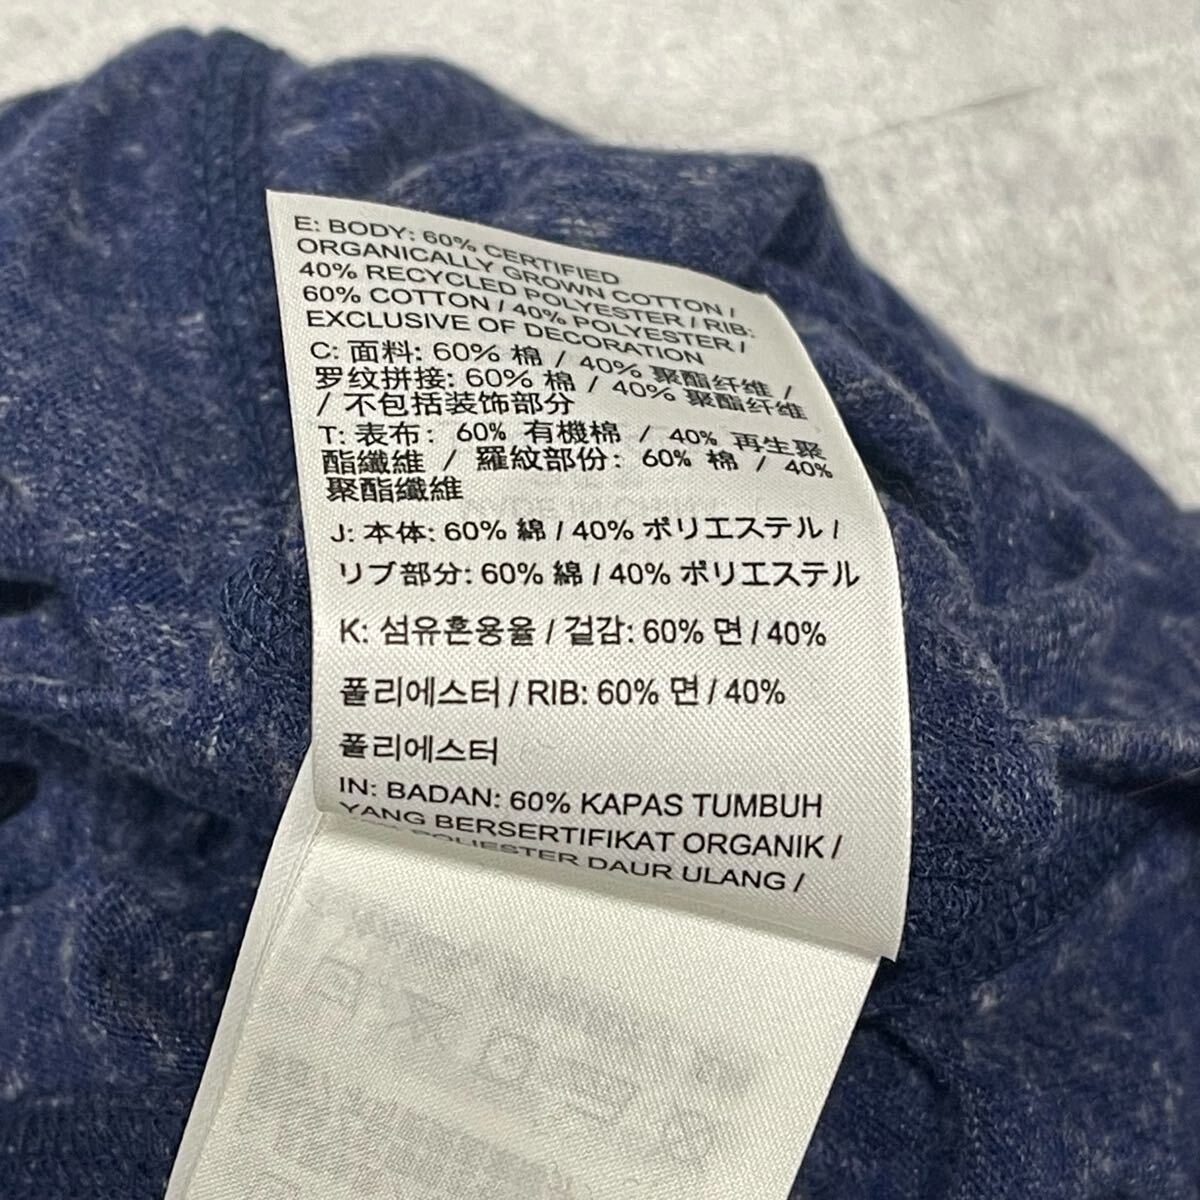 E: BODY: 60% CERTIFIED
ORGANICALLY GROWN COTTON /
40% RECYCLED POLYESTER / RIB:
60% COTTON / 40% POLYESTER /
EXCLUSIVE OF DECORATION
C: 面料: 60% 棉 / 40% 聚酯纤维 /
罗纹拼接: 60% 棉 / 40% 聚酯纤维
/ 不包括装饰部分
T: 表布: 60% 有機棉 / 40% 再生聚
酯纖維 / 羅紋部份: 60% 棉 / 40%
聚酯纖維
J: 本体: 60% 綿 / 40% ポリエステル /
リブ部分: 60% 綿 / 40% ポリエステル
K: 섬유혼용율 / 겉감: 60% 면 / 40%
폴리에스터 / RIB: 60% 면 / 40%
폴리에스터
IN: BADAN: 60% KAPAS TUMBUH
YANG BERSERTIFIKAT ORGANIK /
POLIESTER DAUR ULANG /